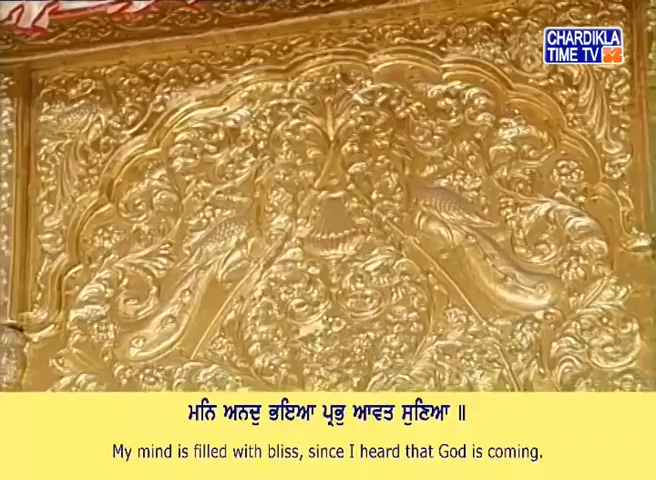 CHARDIKLA
TIME TV
ਮਨਿ ਅਨਦੁ ਭਇਆ ਪ੍ਰਭੁ ਆਵਤ ਸੁਣਿਆ ॥
My mind is filled with bliss, since I heard that God is coming.